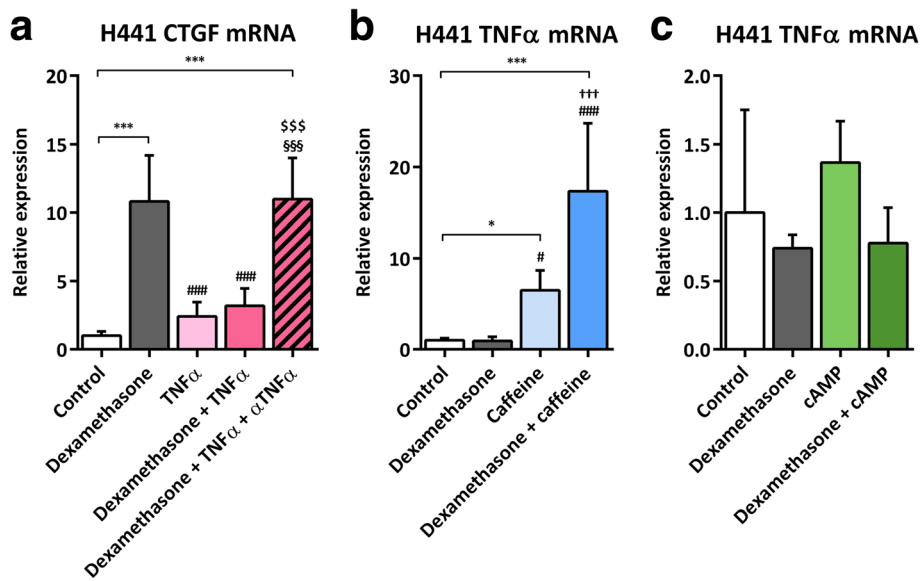 a
H441 CTGF mRNA
Relative expression
20
15
10
5
0
***
***
###
###
$$$
§§§
Control
Dexamethasone
TNFα
Dexamethasone + TNFα
Dexamethasone + TNFα + αTNFα
b
H441 TNFα mRNA
Relative expression
30
20
10
0
***
*
#
†††
###
Control
Dexamethasone
Caffeine
Dexamethasone + caffeine
c
H441 TNFα mRNA
Relative expression
2.0
1.5
1.0
0.5
0.0
Control
Dexamethasone
cAMP
Dexamethasone + cAMP